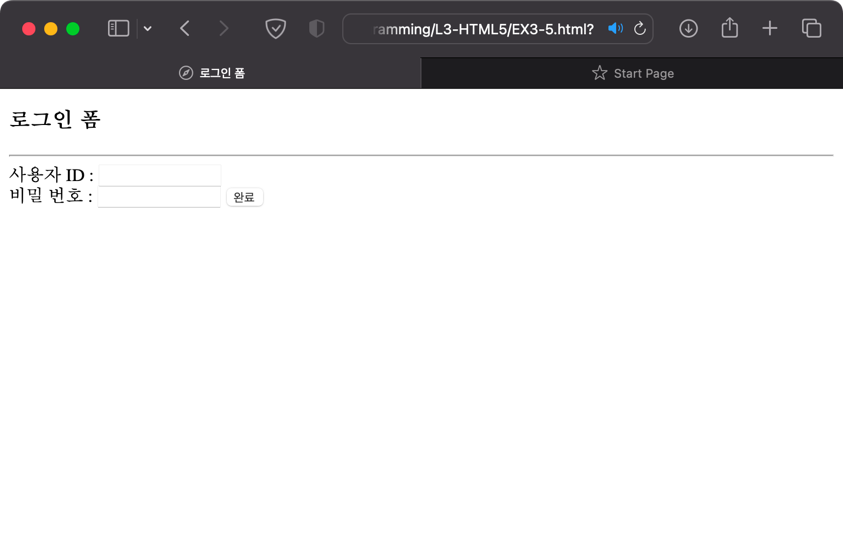 ramming/L3-HTML5/EX3-5.html?
로그인 폼
Start Page
로그인 폼
사용자 ID :
비밀 번호 : 완료